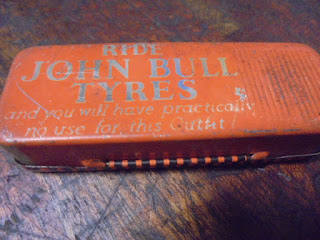 RIDE
JOHN BULL
TYRES
and you will have practically
no use for this Outfit!